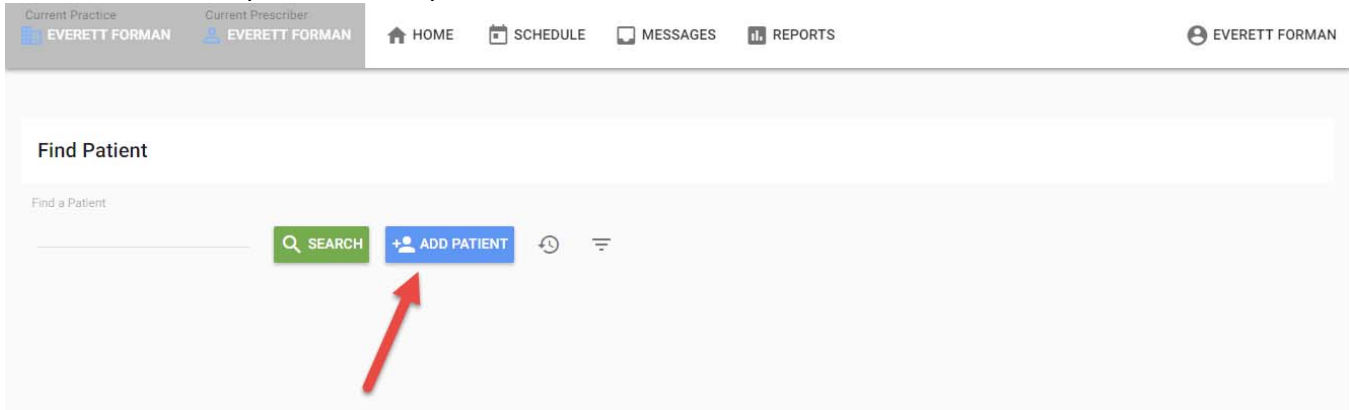 Current Practice Current Prescriber
EVERETT FORMAN EVERETT FORMAN HOME SCHEDULE MESSAGES REPORTS EVERETT FORMAN
Find Patient
Find a Patient
SEARCH ADD PATIENT